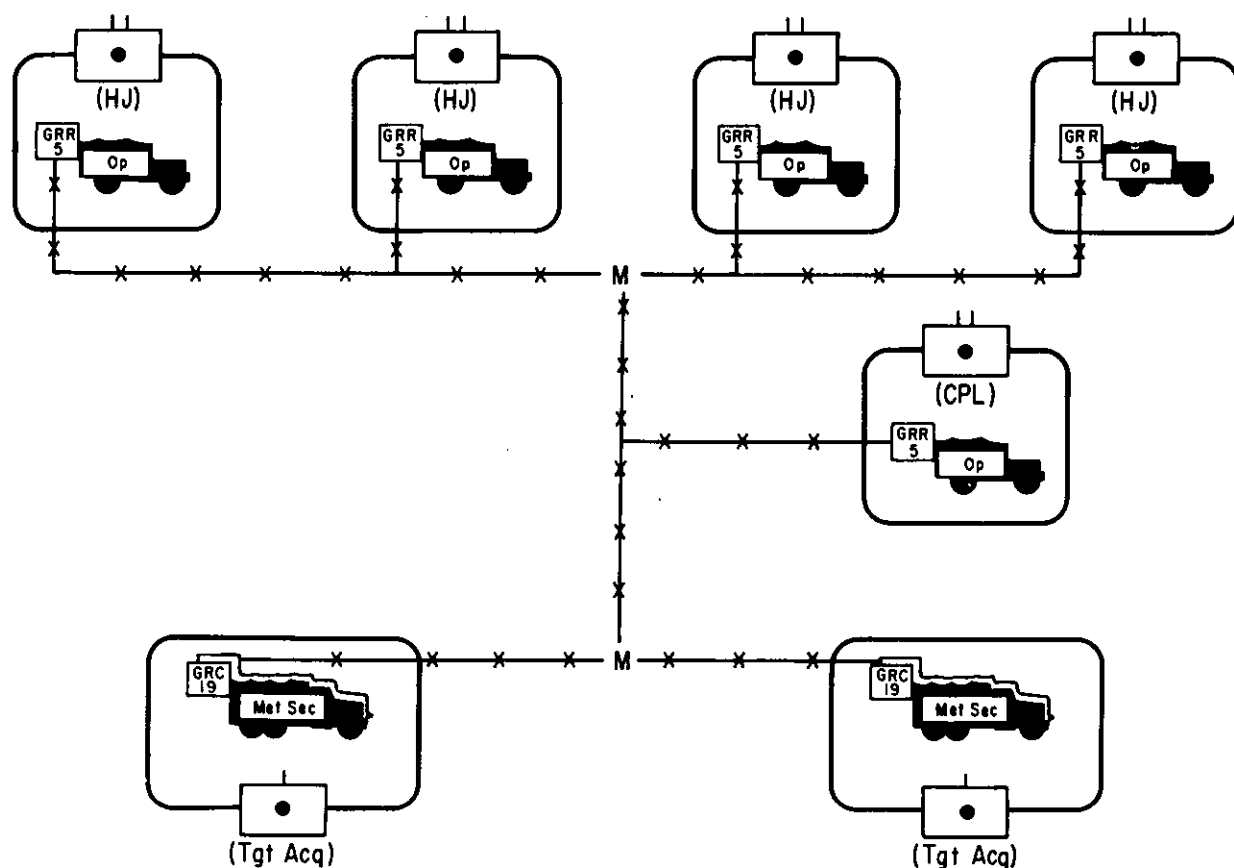 (HJ)
(HJ)
(HJ)
(HJ)
GRR
5
Op
GRR
5
Op
GRR
5
Op
GRR
5
Op
M
(CPL)
GRR
5
Op
M
GRC
19
Met Sec
GRC
19
Met Sec
(Tgt Acq)
(Tgt Acq)